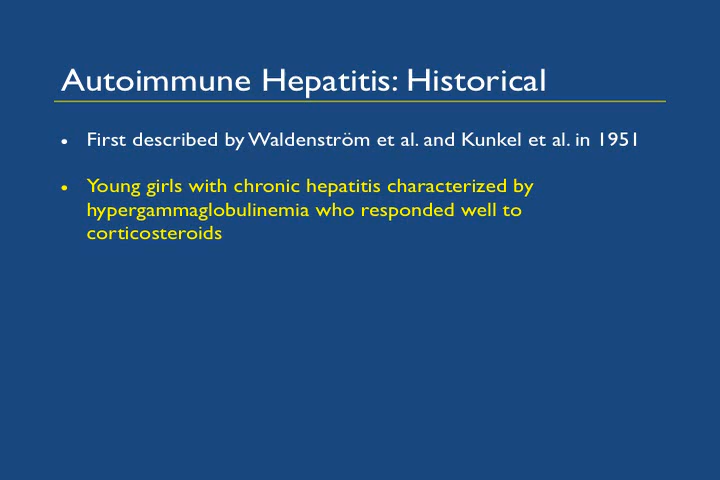 Autoimmune Hepatitis: Historical
• First described by Waldenström et al. and Kunkel et al. in 1951
• Young girls with chronic hepatitis characterized by
hypergammaglobulinemia who responded well to
corticosteroids